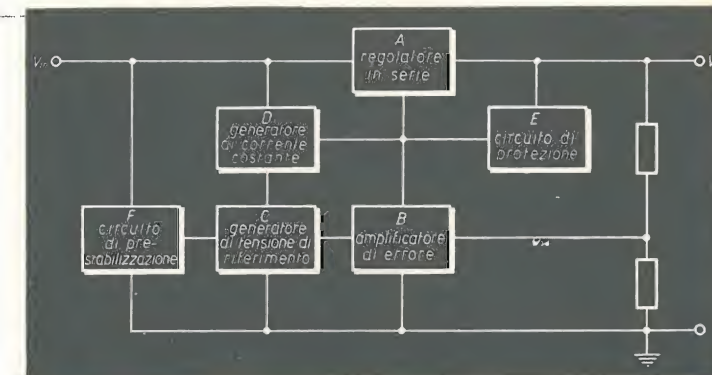 Vin
A
regolatore
in serie
V
D
generatore
di corrente
costante
E
circuito di
protezione
F
circuito
di pre-
stabilizzazione
C
generatore
di tensione di
riferimento
B
amplificatore
di errore